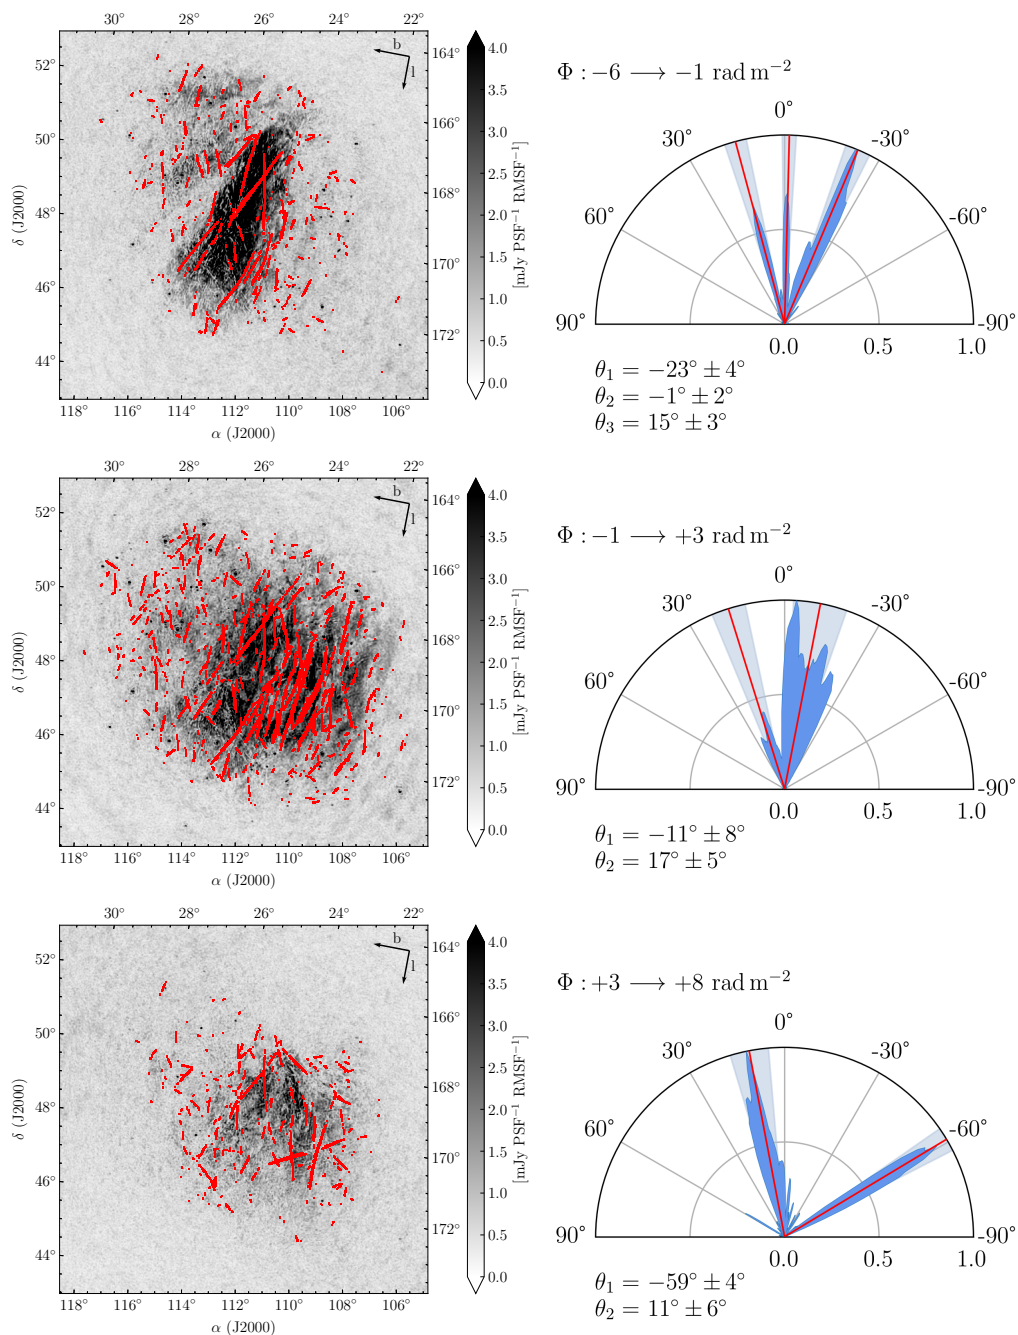 30° 28° 26° 24° 22°
b
l
52° 50° 48° 46° 44°
δ (J2000)
164° 166° 168° 170° 172°
118° 116° 114° 112° 110° 108° 106°
α (J2000)
4.0 3.5 3.0 2.5 2.0 1.5 1.0 0.5 0.0
[mJy PSF⁻¹ RMSF⁻¹]
Φ : −6 ⟶ −1 rad m⁻²
0°
30° -30°
60° -60°
90° -90°
0.0 0.5 1.0
θ₁ = −23° ± 4°
θ₂ = −1° ± 2°
θ₃ = 15° ± 3°
30° 28° 26° 24° 22°
b
l
52° 50° 48° 46° 44°
δ (J2000)
164° 166° 168° 170° 172°
118° 116° 114° 112° 110° 108° 106°
α (J2000)
4.0 3.5 3.0 2.5 2.0 1.5 1.0 0.5 0.0
[mJy PSF⁻¹ RMSF⁻¹]
Φ : −1 ⟶ +3 rad m⁻²
0°
30° -30°
60° -60°
90° -90°
0.0 0.5 1.0
θ₁ = −11° ± 8°
θ₂ = 17° ± 5°
30° 28° 26° 24° 22°
b
l
52° 50° 48° 46° 44°
δ (J2000)
164° 166° 168° 170° 172°
118° 116° 114° 112° 110° 108° 106°
α (J2000)
4.0 3.5 3.0 2.5 2.0 1.5 1.0 0.5 0.0
[mJy PSF⁻¹ RMSF⁻¹]
Φ : +3 ⟶ +8 rad m⁻²
0°
30° -30°
60° -60°
90° -90°
0.0 0.5 1.0
θ₁ = −59° ± 4°
θ₂ = 11° ± 6°